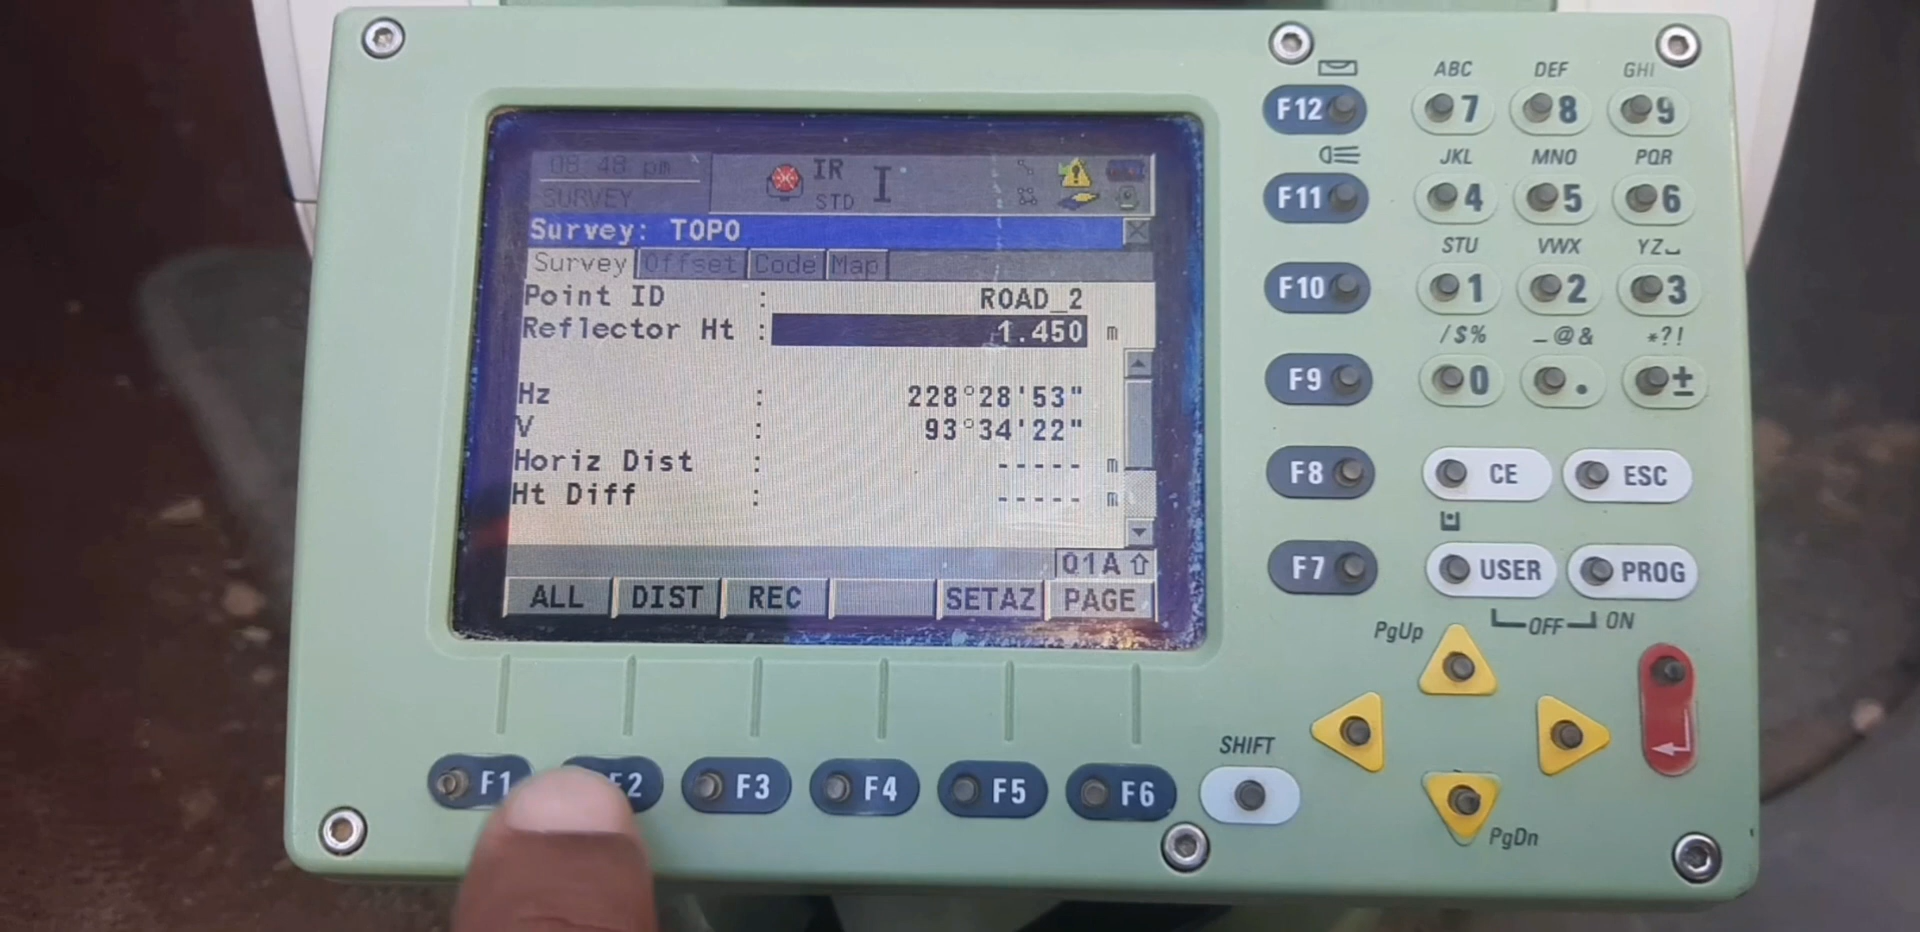 08 48 pm
SURVEY
IR
STD
I
Survey: TOPO
Survey Offset Code Map
Point ID : ROAD_2
Reflector Ht : 1.450 m
Hz : 228°28'53"
V : 93°34'22"
Horiz Dist : ----- m
Ht Diff : ----- m
01A
ALL DIST REC SETAZ PAGE
F1 F2 F3 F4 F5 F6
SHIFT
F12
F11
F10
F9
F8
F7
ABC DEF GHI
7 8 9
JKL MNO PQR
4 5 6
STU VWX YZ⎵
1 2 3
/$% _@& *?!
0 . ±
CE ESC
USER PROG
OFF ON
PgUp
PgDn